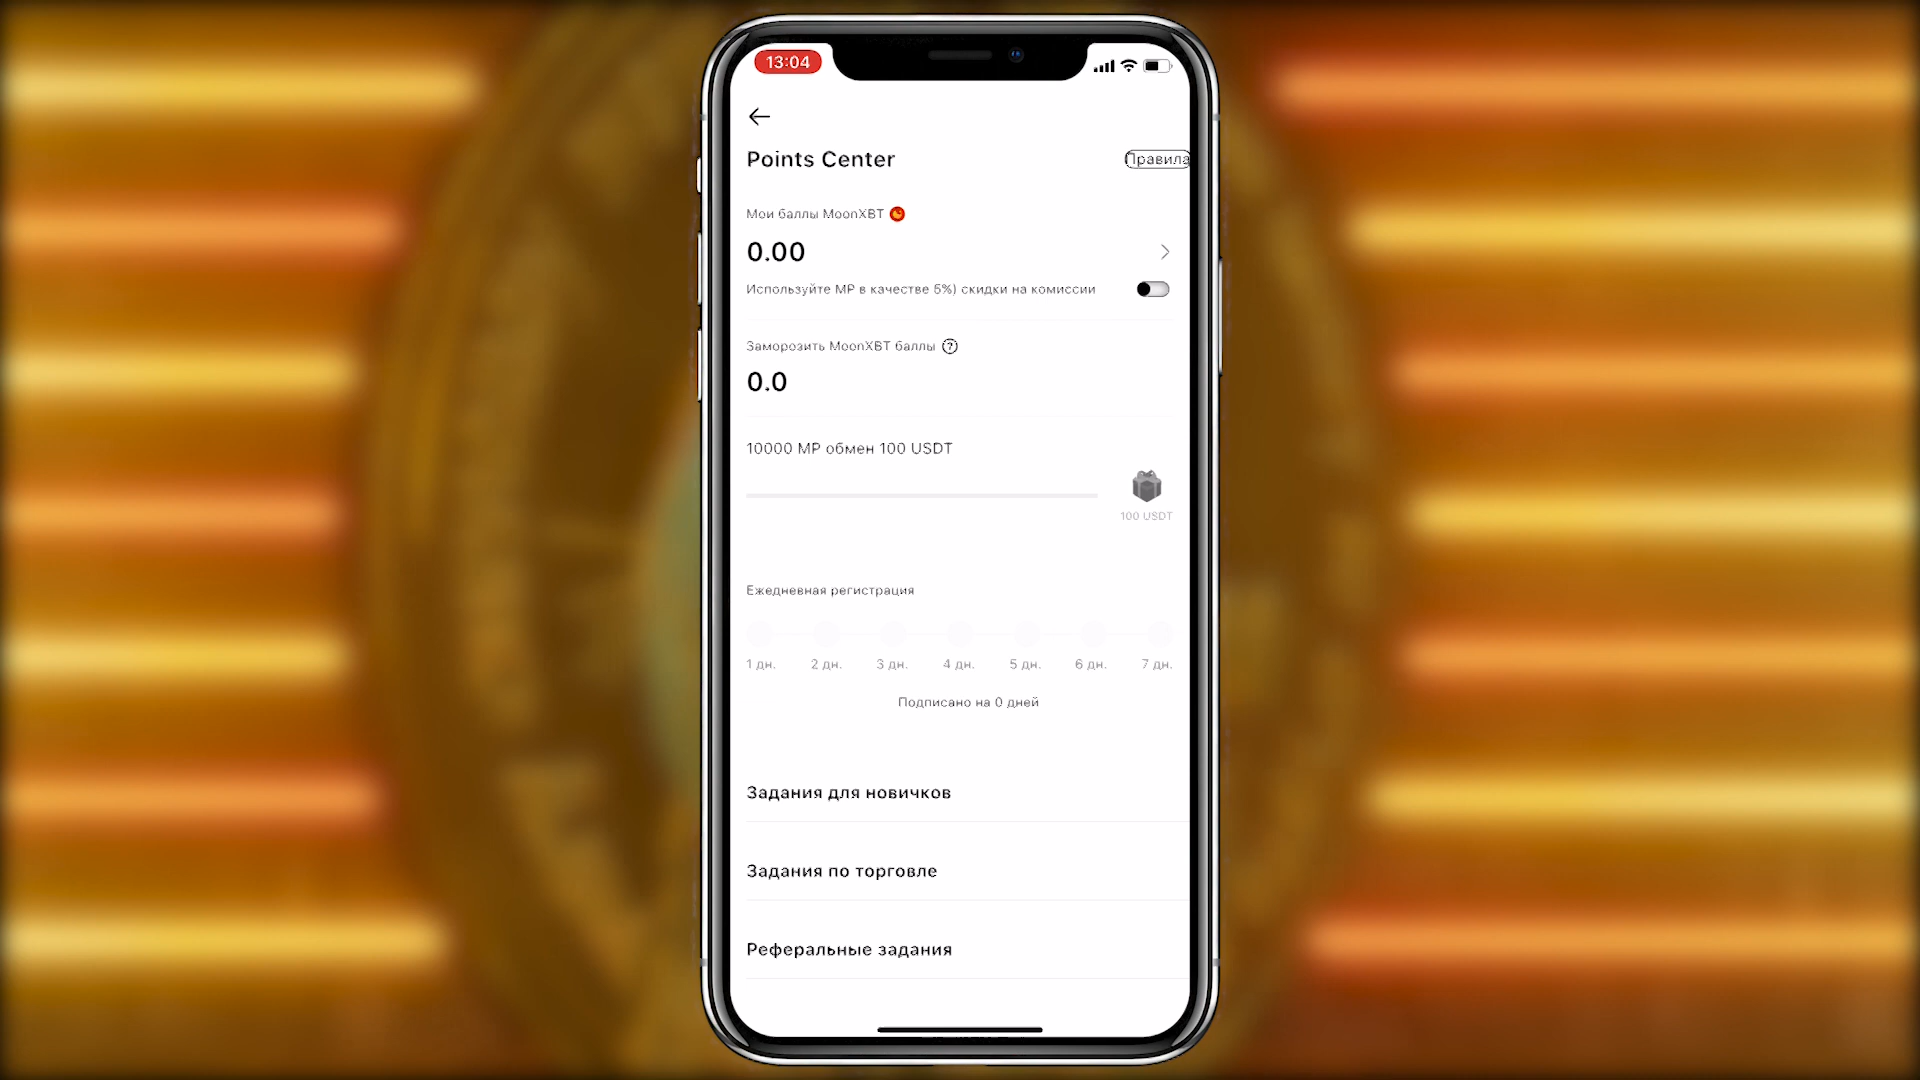 13:04
Points Center
Правила
Мои баллы MoonXBT
0.00
Используйте MP в качестве 5%) скидки на комиссии
Заморозить MoonXBT баллы ?
0.0
10000 MP обмен 100 USDT
100 USDT
Ежедневная регистрация
1 дн. 2 дн. 3 дн. 4 дн. 5 дн. 6 дн. 7 дн.
Подписано на 0 дней
Задания для новичков
Задания по торговле
Реферальные задания